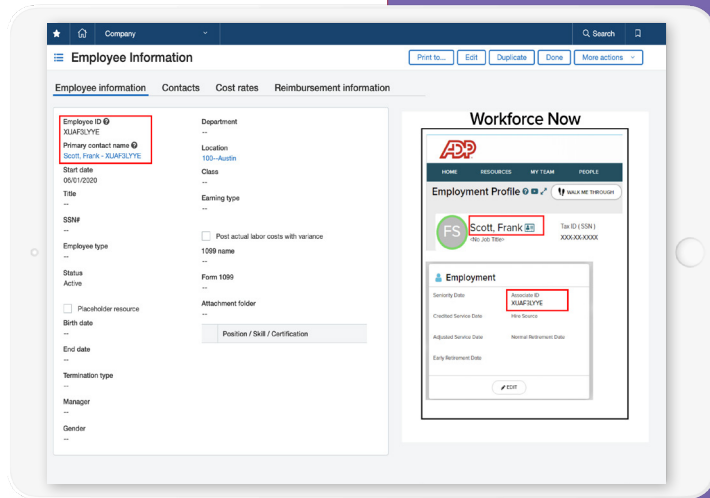 Company
Search
Employee Information
Print to...
Edit
Duplicate
Done
More actions
Employee information
Contacts
Cost rates
Reimbursement information
Employee ID
XUAF3LYYE
Primary contact name
Scott, Frank - XUAF3LYYE
Start date
06/01/2020
Title
--
SSN#
--
Employee type
--
Status
Active
Placeholder resource
Birth date
--
End date
--
Termination type
--
Manager
--
Gender
--
Department
--
Location
100--Austin
Class
--
Earning type
--
Post actual labor costs with variance
1099 name
--
Form 1099
--
Attachment folder
--
Position / Skill / Certification
Workforce Now
ADP
HOME
RESOURCES
MY TEAM
PEOPLE
Employment Profile
WALK ME THROUGH
FS
Scott, Frank
<No Job Title>
Tax ID ( SSN )
XXX-XX-XXXX
Employment
Seniority Date
Associate ID
XUAF3LYYE
Credited Service Date
Hire Source
Adjusted Service Date
Normal Retirement Date
Early Retirement Date
EDIT